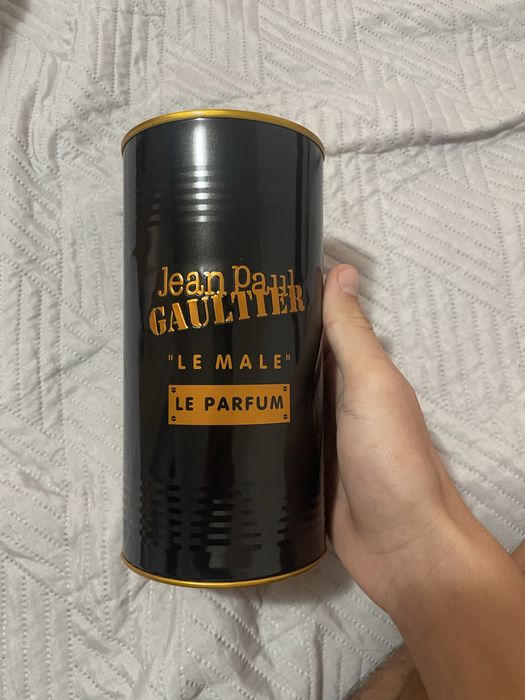 Jean Paul
GAULTIER
"LE MALE"
LE PARFUM